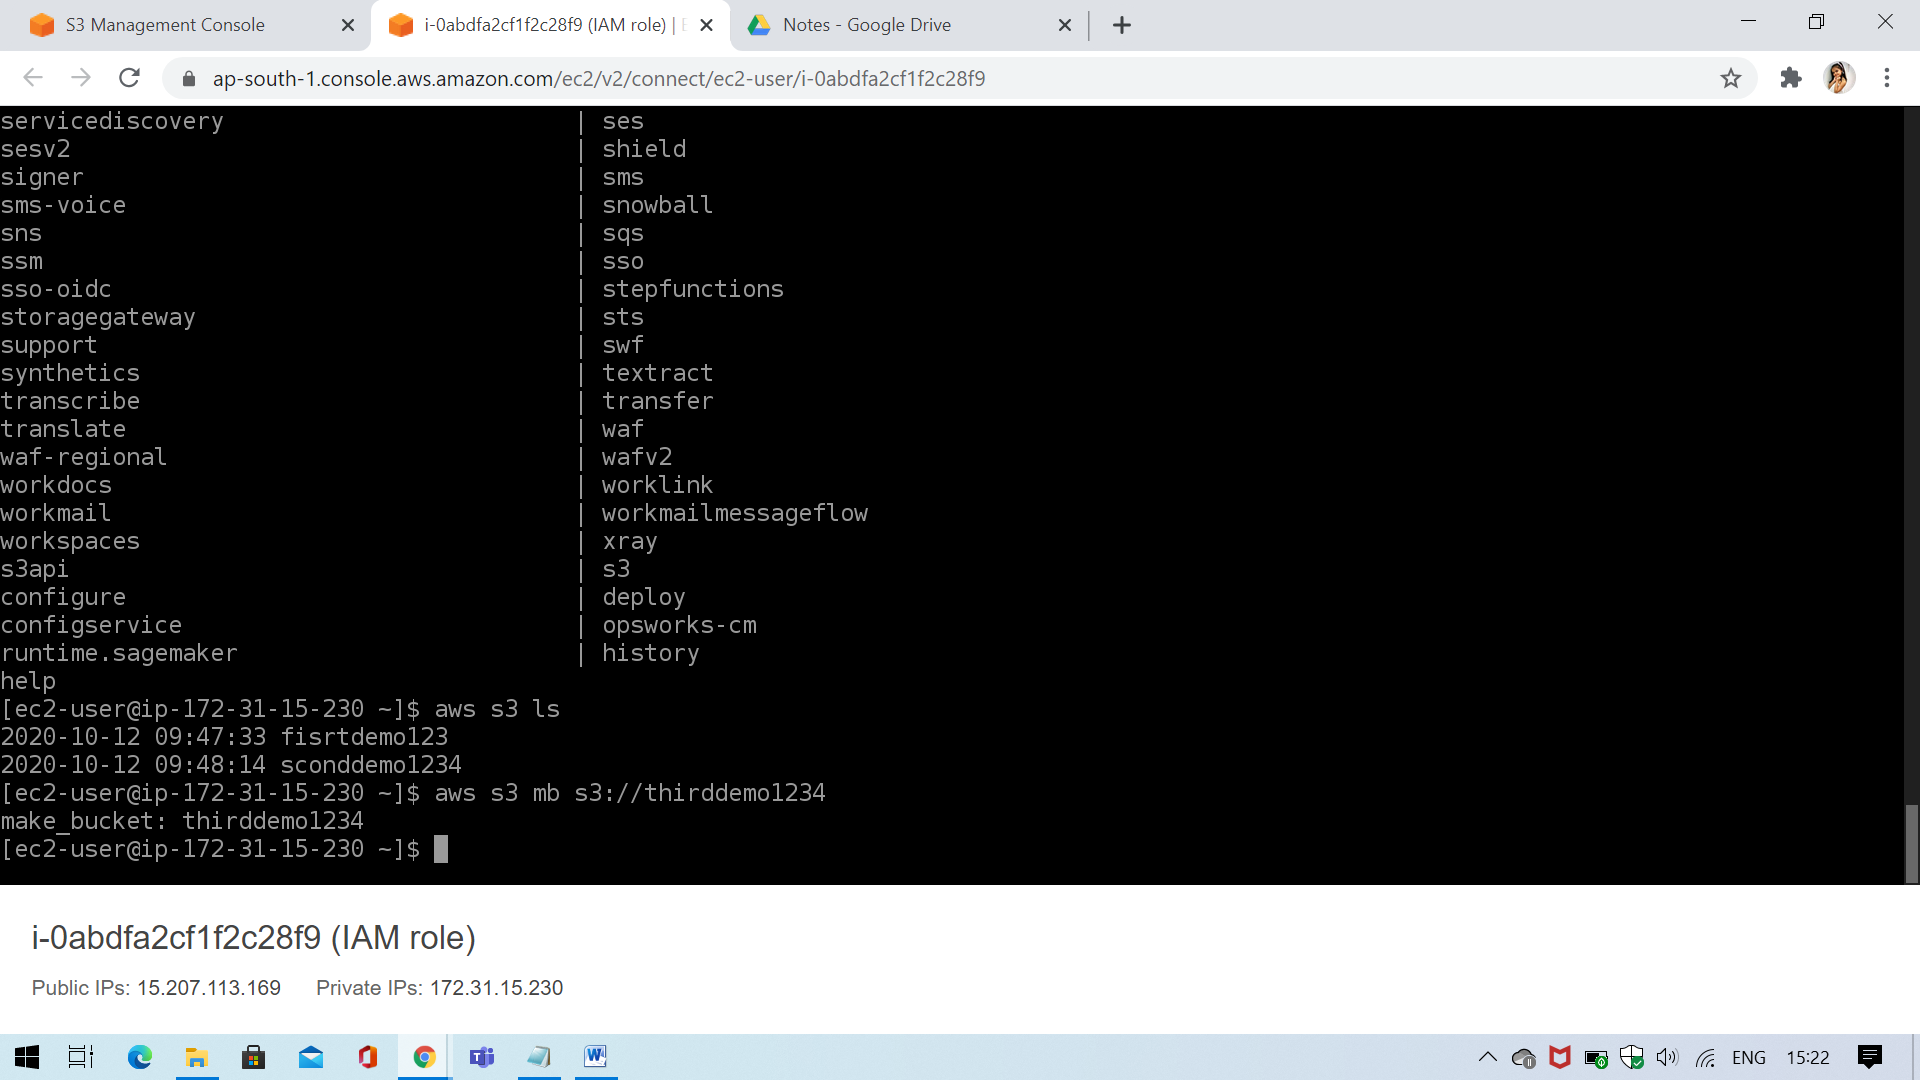 S3 Management Console
i-0abdfa2cf1f2c28f9 (IAM role) |
Notes - Google Drive
ap-south-1.console.aws.amazon.com/ec2/v2/connect/ec2-user/i-0abdfa2cf1f2c28f9
servicediscovery | ses
sesv2 | shield
signer | sms
sms-voice | snowball
sns | sqs
ssm | sso
sso-oidc | stepfunctions
storagegateway | sts
support | swf
synthetics | textract
transcribe | transfer
translate | waf
waf-regional | wafv2
workdocs | worklink
workmail | workmailmessageflow
workspaces | xray
s3api | s3
configure | deploy
configservice | opsworks-cm
runtime.sagemaker | history
help
[ec2-user@ip-172-31-15-230 ~]$ aws s3 ls
2020-10-12 09:47:33 fisrtdemo123
2020-10-12 09:48:14 sconddemo1234
[ec2-user@ip-172-31-15-230 ~]$ aws s3 mb s3://thirddemo1234
make_bucket: thirddemo1234
[ec2-user@ip-172-31-15-230 ~]$
i-0abdfa2cf1f2c28f9 (IAM role)
Public IPs: 15.207.113.169 Private IPs: 172.31.15.230
ENG 15:22